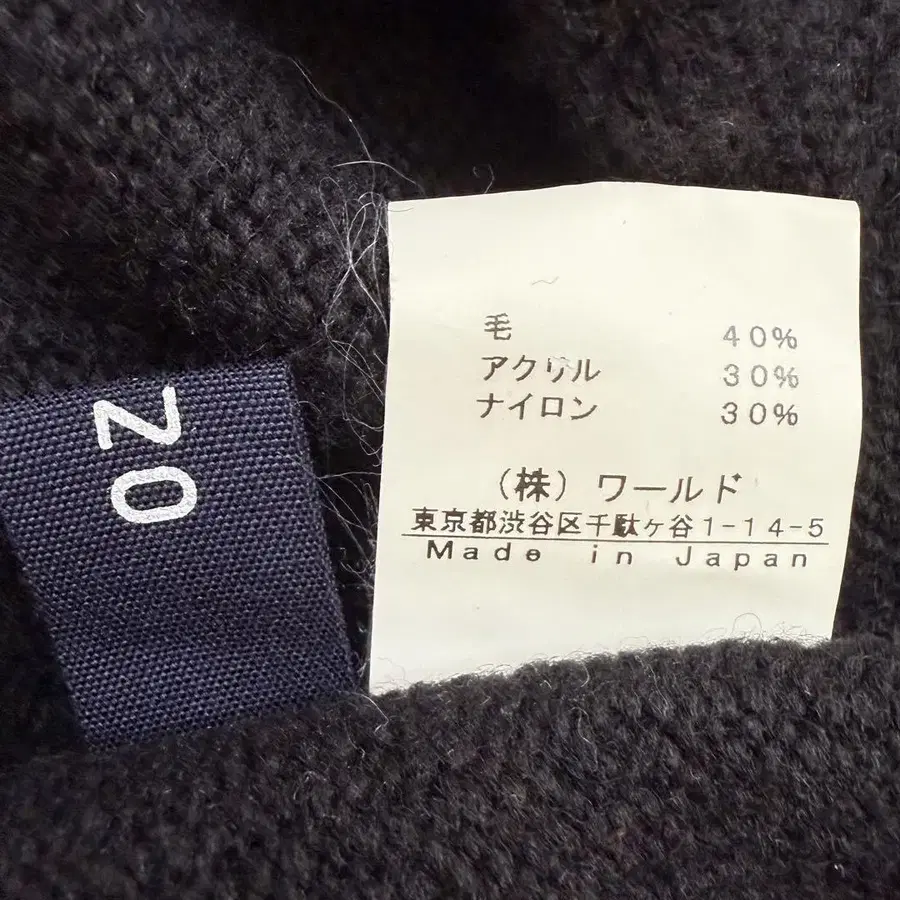 毛 40%
アクリル 30%
ナイロン 30%
(株) ワールド
東京都渋谷区千駄ヶ谷1-14-5
Made in Japan
20